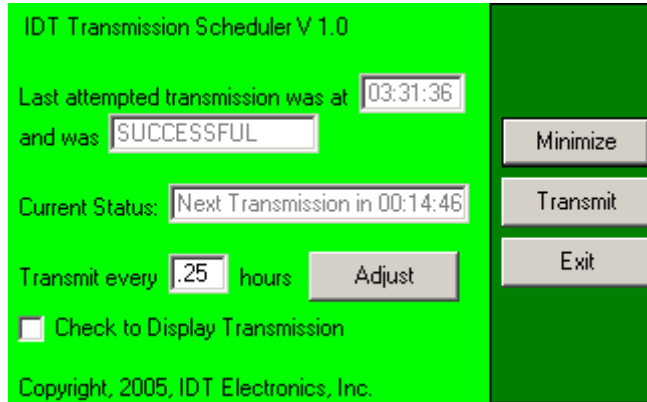 IDT Transmission Scheduler V 1.0
Last attempted transmission was at 03:31:36
and was SUCCESSFUL
Minimize
Current Status: Next Transmission in 00:14:46
Transmit
Transmit every .25 hours Adjust
Exit
Check to Display Transmission
Copyright, 2005, IDT Electronics, Inc.